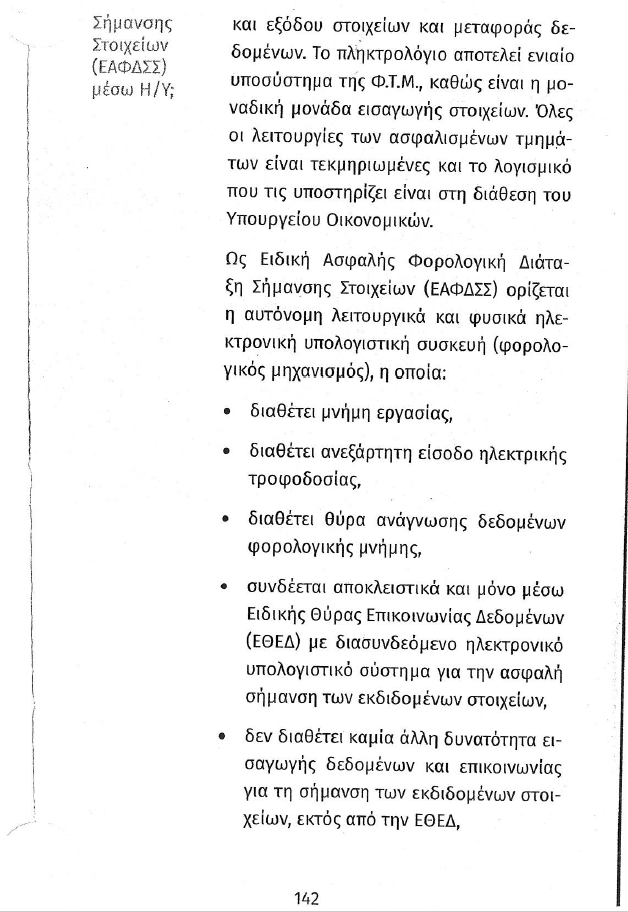 Σήμανσης
Στοιχείων
(ΕΑΦΔΣΣ)
μέσω Η/Υ;
και εξόδου στοιχείων και μεταφοράς δε-
δομένων. Το πληκτρολόγιο αποτελεί ενιαίο
υποσύστημα της Φ.Τ.Μ., καθώς είναι η μο-
ναδική μονάδα εισαγωγής στοιχείων. Όλες
οι λειτουργίες των ασφαλισμένων τμημά-
των είναι τεκμηριωμένες και το λογισμικό
που τις υποστηρίζει είναι στη διάθεση του
Υπουργείου Οικονομικών.
Ως Ειδική Ασφαλής Φορολογική Διάτα-
ξη Σήμανσης Στοιχείων (ΕΑΦΔΣΣ) ορίζεται
η αυτόνομη λειτουργικά και φυσικά ηλε-
κτρονική υπολογιστική συσκευή (φορολο-
γικός μηχανισμός), η οποία:
• διαθέτει μνήμη εργασίας,
• διαθέτει ανεξάρτητη είσοδο ηλεκτρικής
τροφοδοσίας,
• διαθέτει θύρα ανάγνωσης δεδομένων
φορολογικής μνήμης,
• συνδέεται αποκλειστικά και μόνο μέσω
Ειδικής Θύρας Επικοινωνίας Δεδομένων
(ΕΘΕΔ) με διασυνδεόμενο ηλεκτρονικό
υπολογιστικό σύστημα για την ασφαλή
σήμανση των εκδιδομένων στοιχείων,
• δεν διαθέτει καμία άλλη δυνατότητα ει-
σαγωγής δεδομένων και επικοινωνίας
για τη σήμανση των εκδιδομένων στοι-
χείων, εκτός από την ΕΘΕΔ,
142